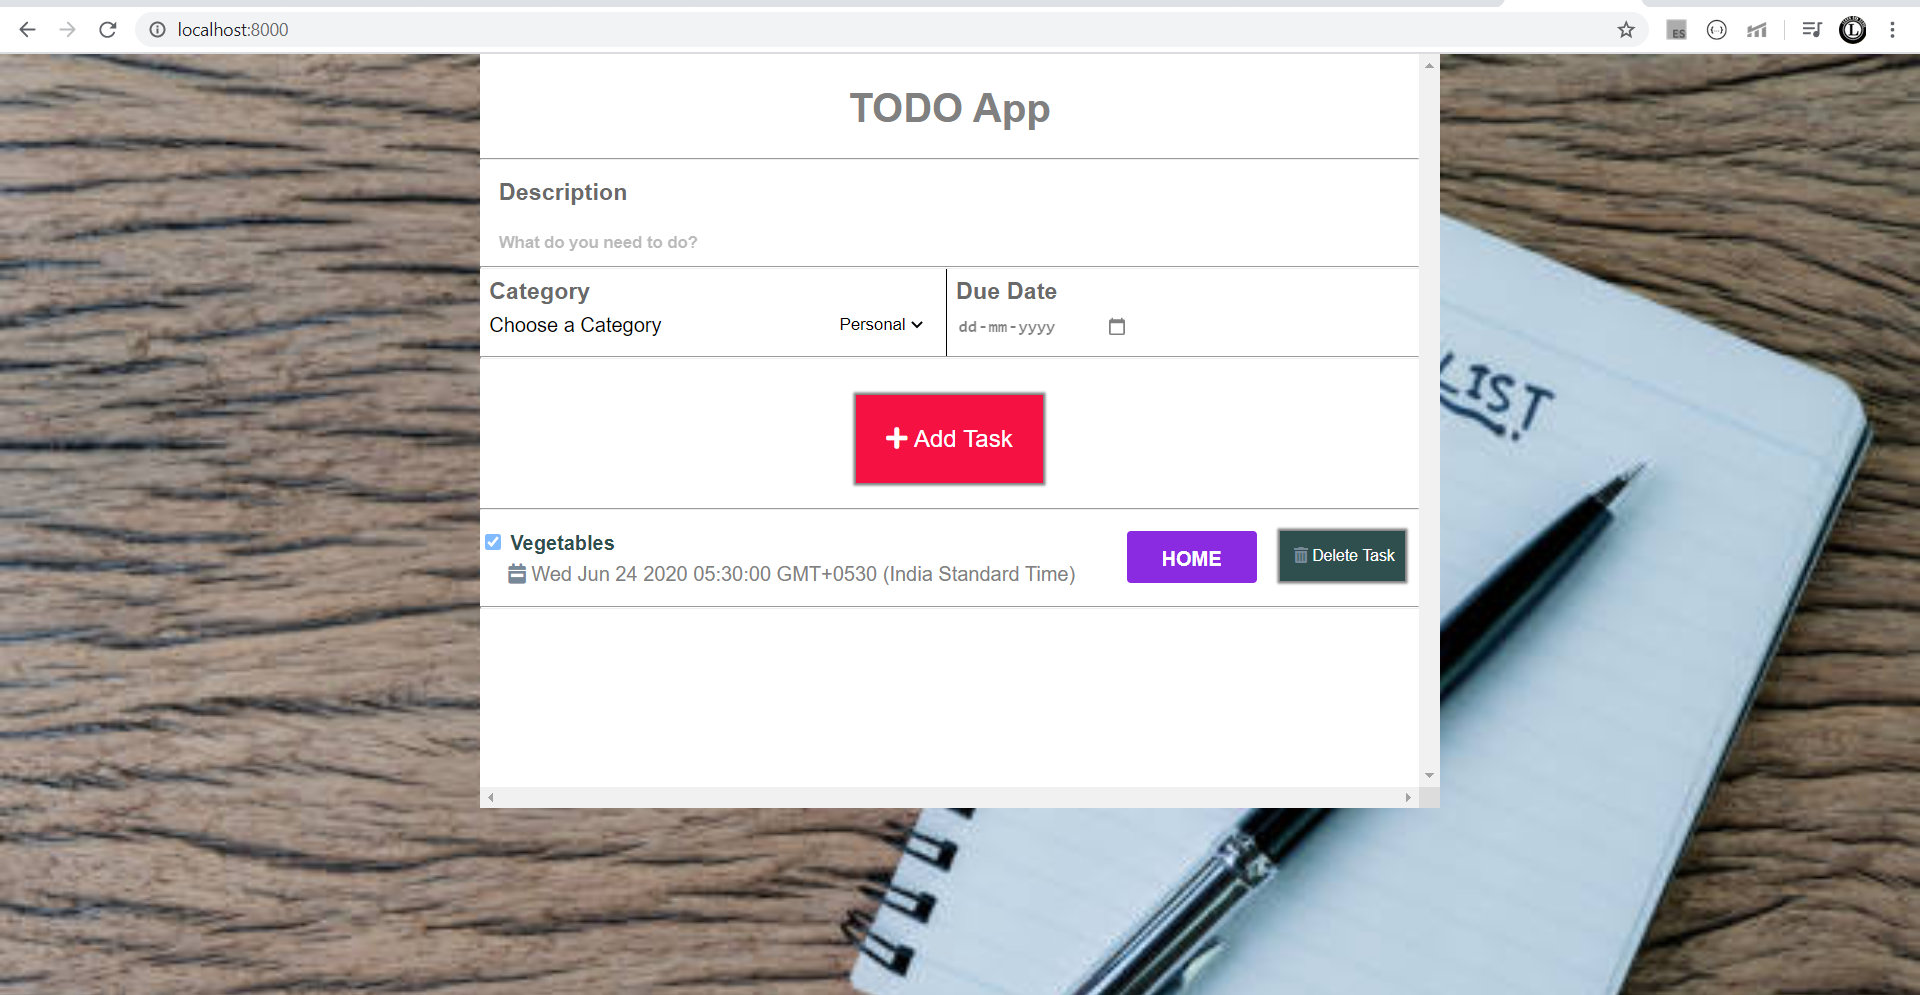 localhost:8000
ES
TODO App
Description
What do you need to do?
Category
Due Date
Choose a Category
Personal
dd-mm-yyyy
Add Task
Vegetables
Wed Jun 24 2020 05:30:00 GMT+0530 (India Standard Time)
HOME
Delete Task
LIST